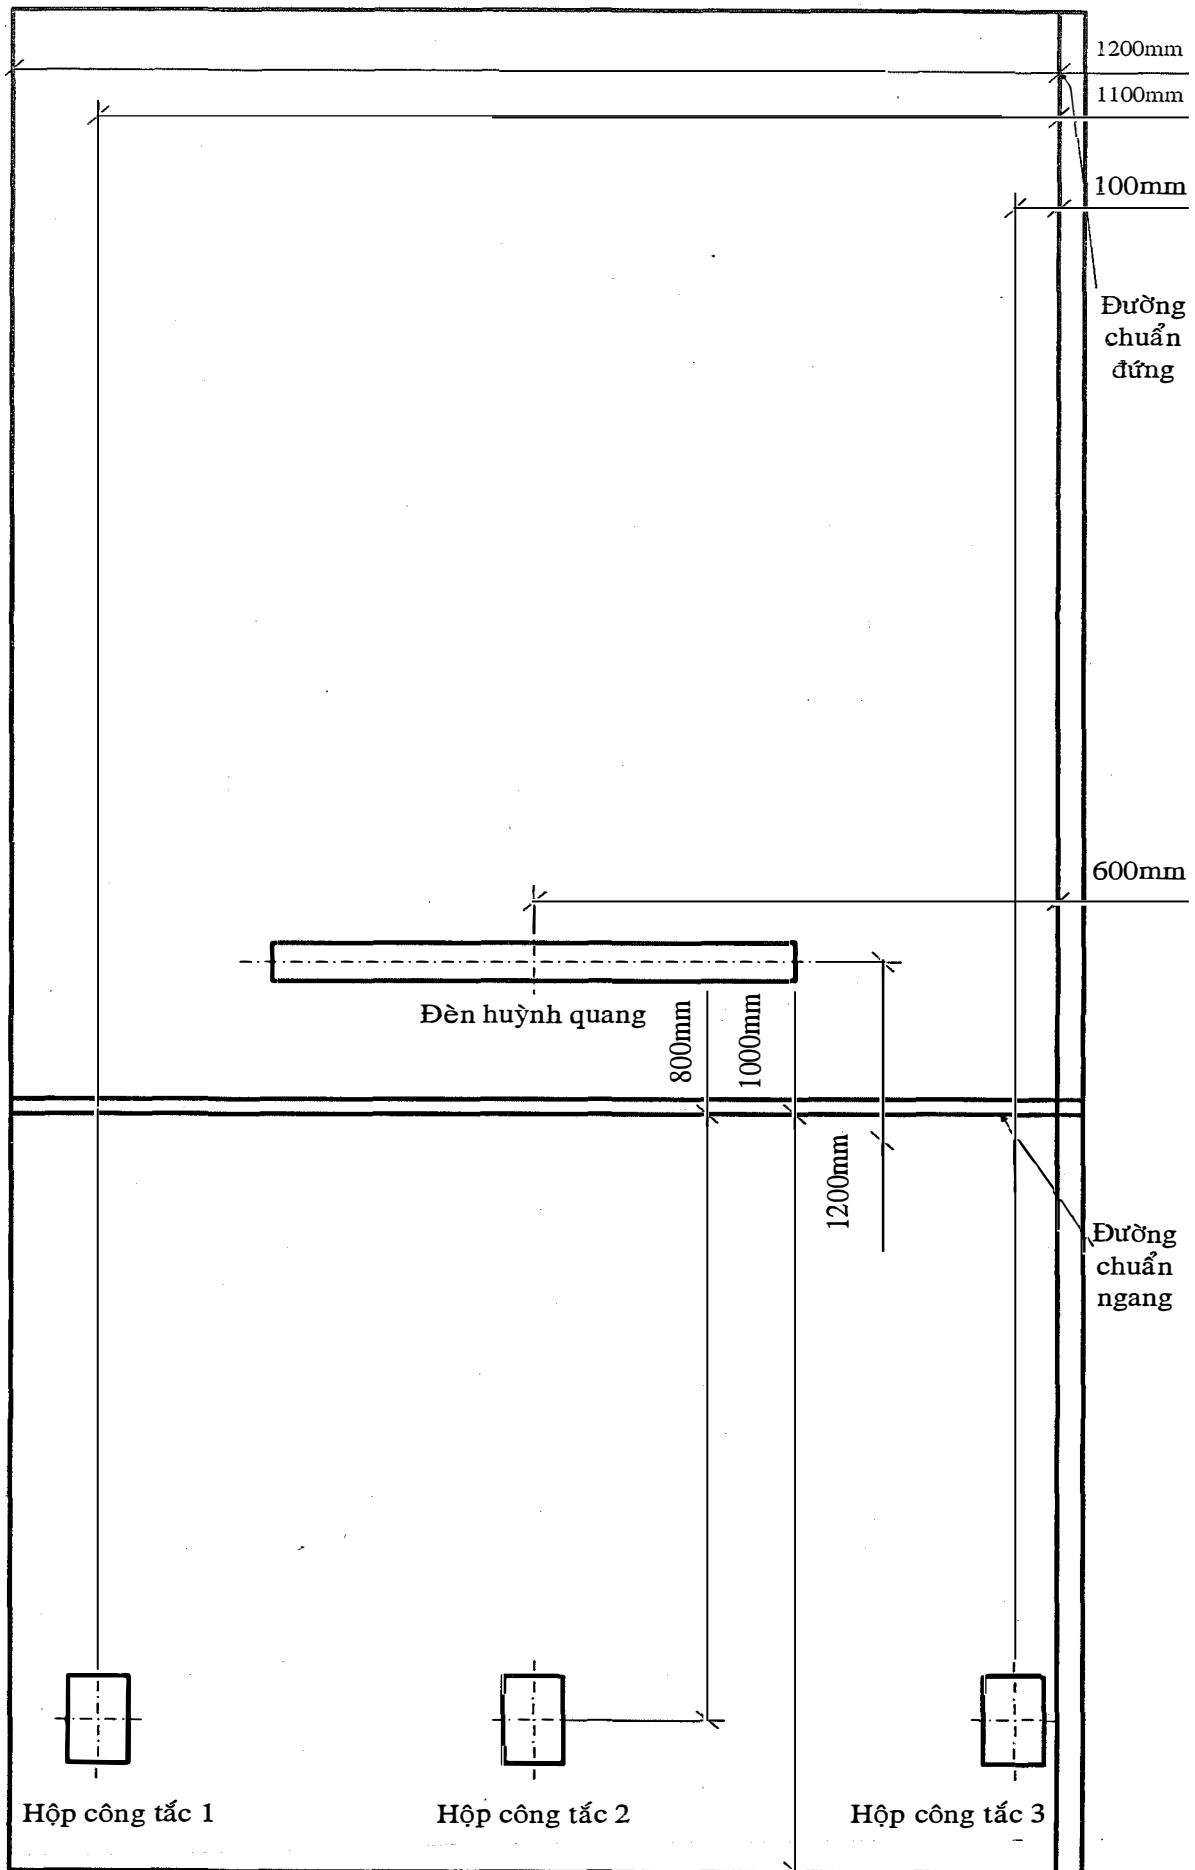 1200mm
1100mm
100mm
Đường
chuẩn
đứng
600mm
Đèn huỳnh quang
800mm
1000mm
1200mm
Đường
chuẩn
ngang
Hộp công tắc 1
Hộp công tắc 2
Hộp công tắc 3